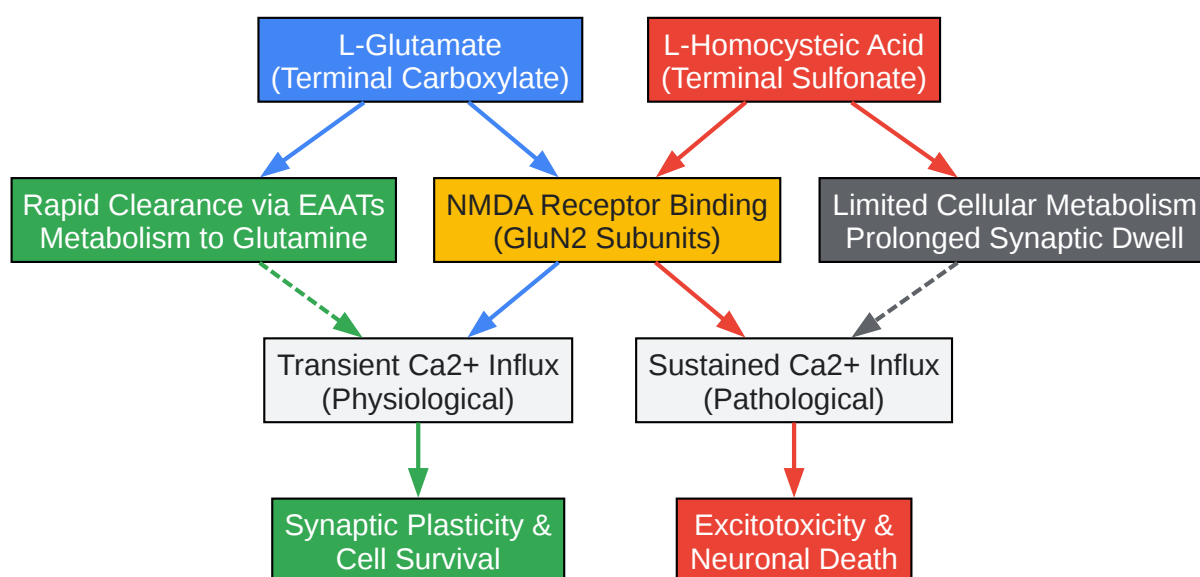 L-Glutamate
(Terminal Carboxylate)
L-Homocysteic Acid
(Terminal Sulfonate)
Rapid Clearance via EAATs
Metabolism to Glutamine
NMDA Receptor Binding
(GluN2 Subunits)
Limited Cellular Metabolism
Prolonged Synaptic Dwell
Transient Ca2+ Influx
(Physiological)
Sustained Ca2+ Influx
(Pathological)
Synaptic Plasticity &
Cell Survival
Excitotoxicity &
Neuronal Death